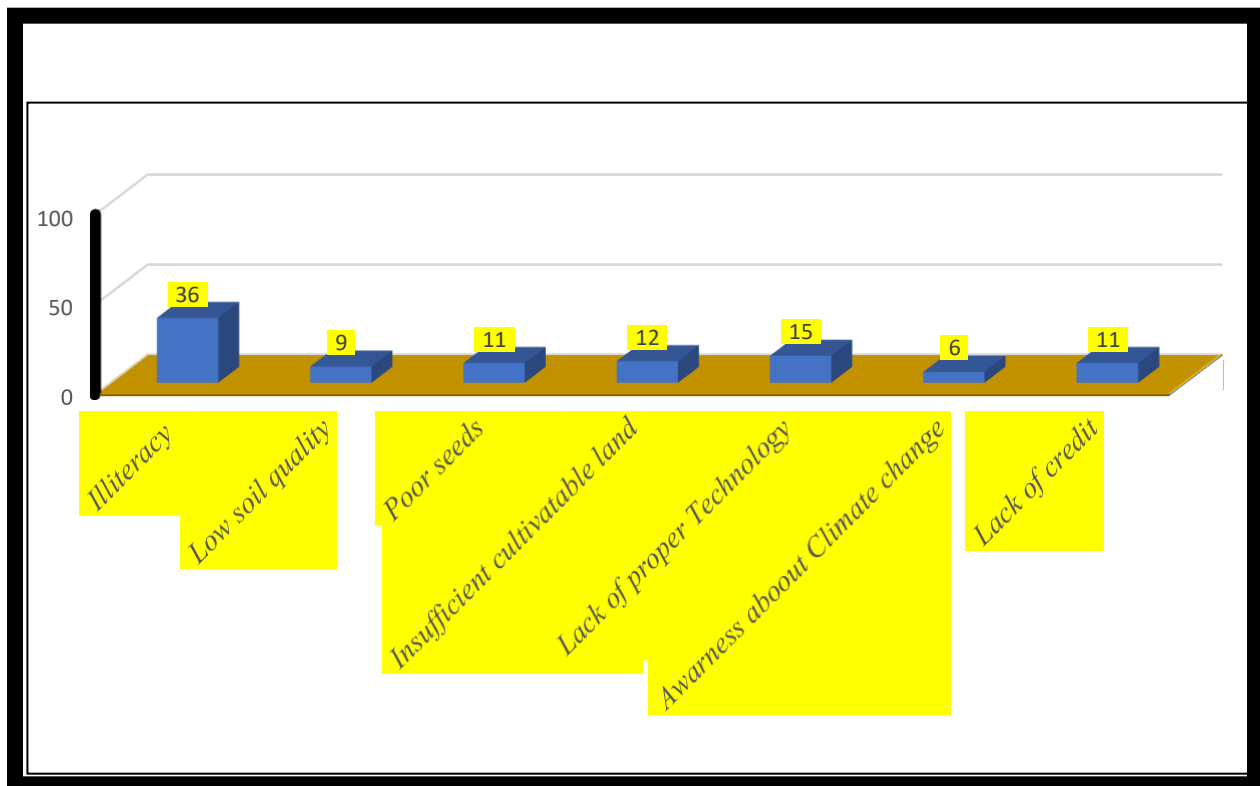 100
50
0
36
9
11
12
15
6
11
Illiteracy
Low soil quality
Poor seeds
Insufficient cultivatable land
Lack of proper Technology
Awarness aboout Climate change
Lack of credit